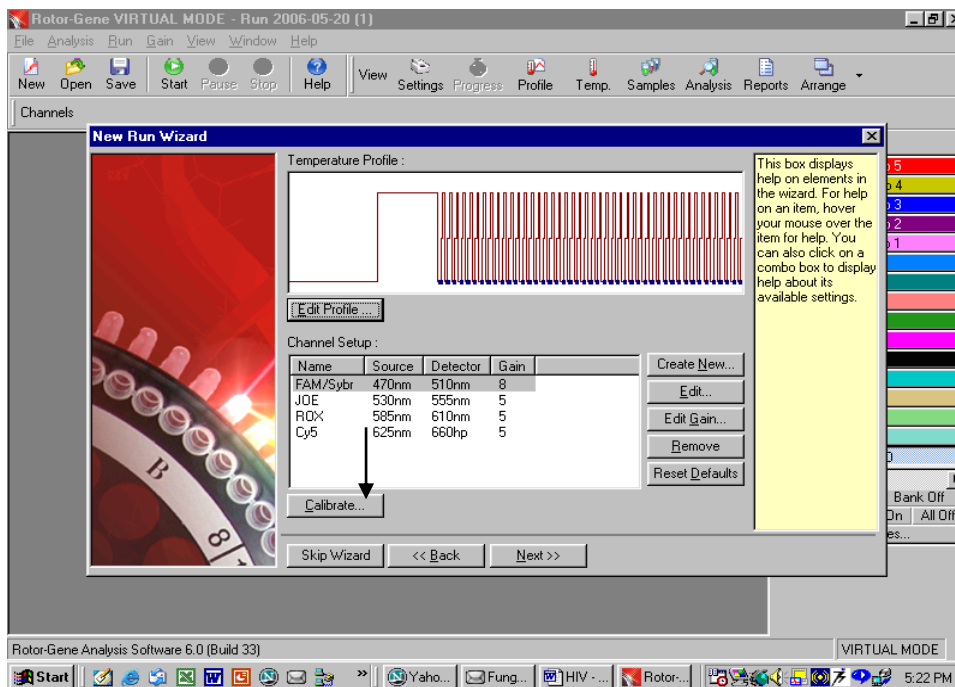 Rotor-Gene VIRTUAL MODE - Run 2006-05-20 (1)
File Analysis Run Gain View Window Help
New Open Save Start Pause Stop Help View Settings Progress Profile Temp. Samples Analysis Reports Arrange
Channels
New Run Wizard
Temperature Profile :
Edit Profile ...
Channel Setup :
Name Source Detector Gain
FAM/Sybr 470nm 510nm 8
JOE 530nm 555nm 5
ROX 585nm 610nm 5
Cy5 625nm 660hp 5
Create New...
Edit...
Edit Gain...
Remove
Reset Defaults
Calibrate...
Skip Wizard << Back Next >>
This box displays
help on elements in
the wizard. For help
on an item, hover
your mouse over the
item for help. You
can also click on a
combo box to display
help about its
available settings.
B
8
5
4
3
2
1
Bank Off
On All Off
es...
Rotor-Gene Analysis Software 6.0 (Build 33)
VIRTUAL MODE
Start » Yaho... Fung... HIV - ... Rotor-... 5:22 PM